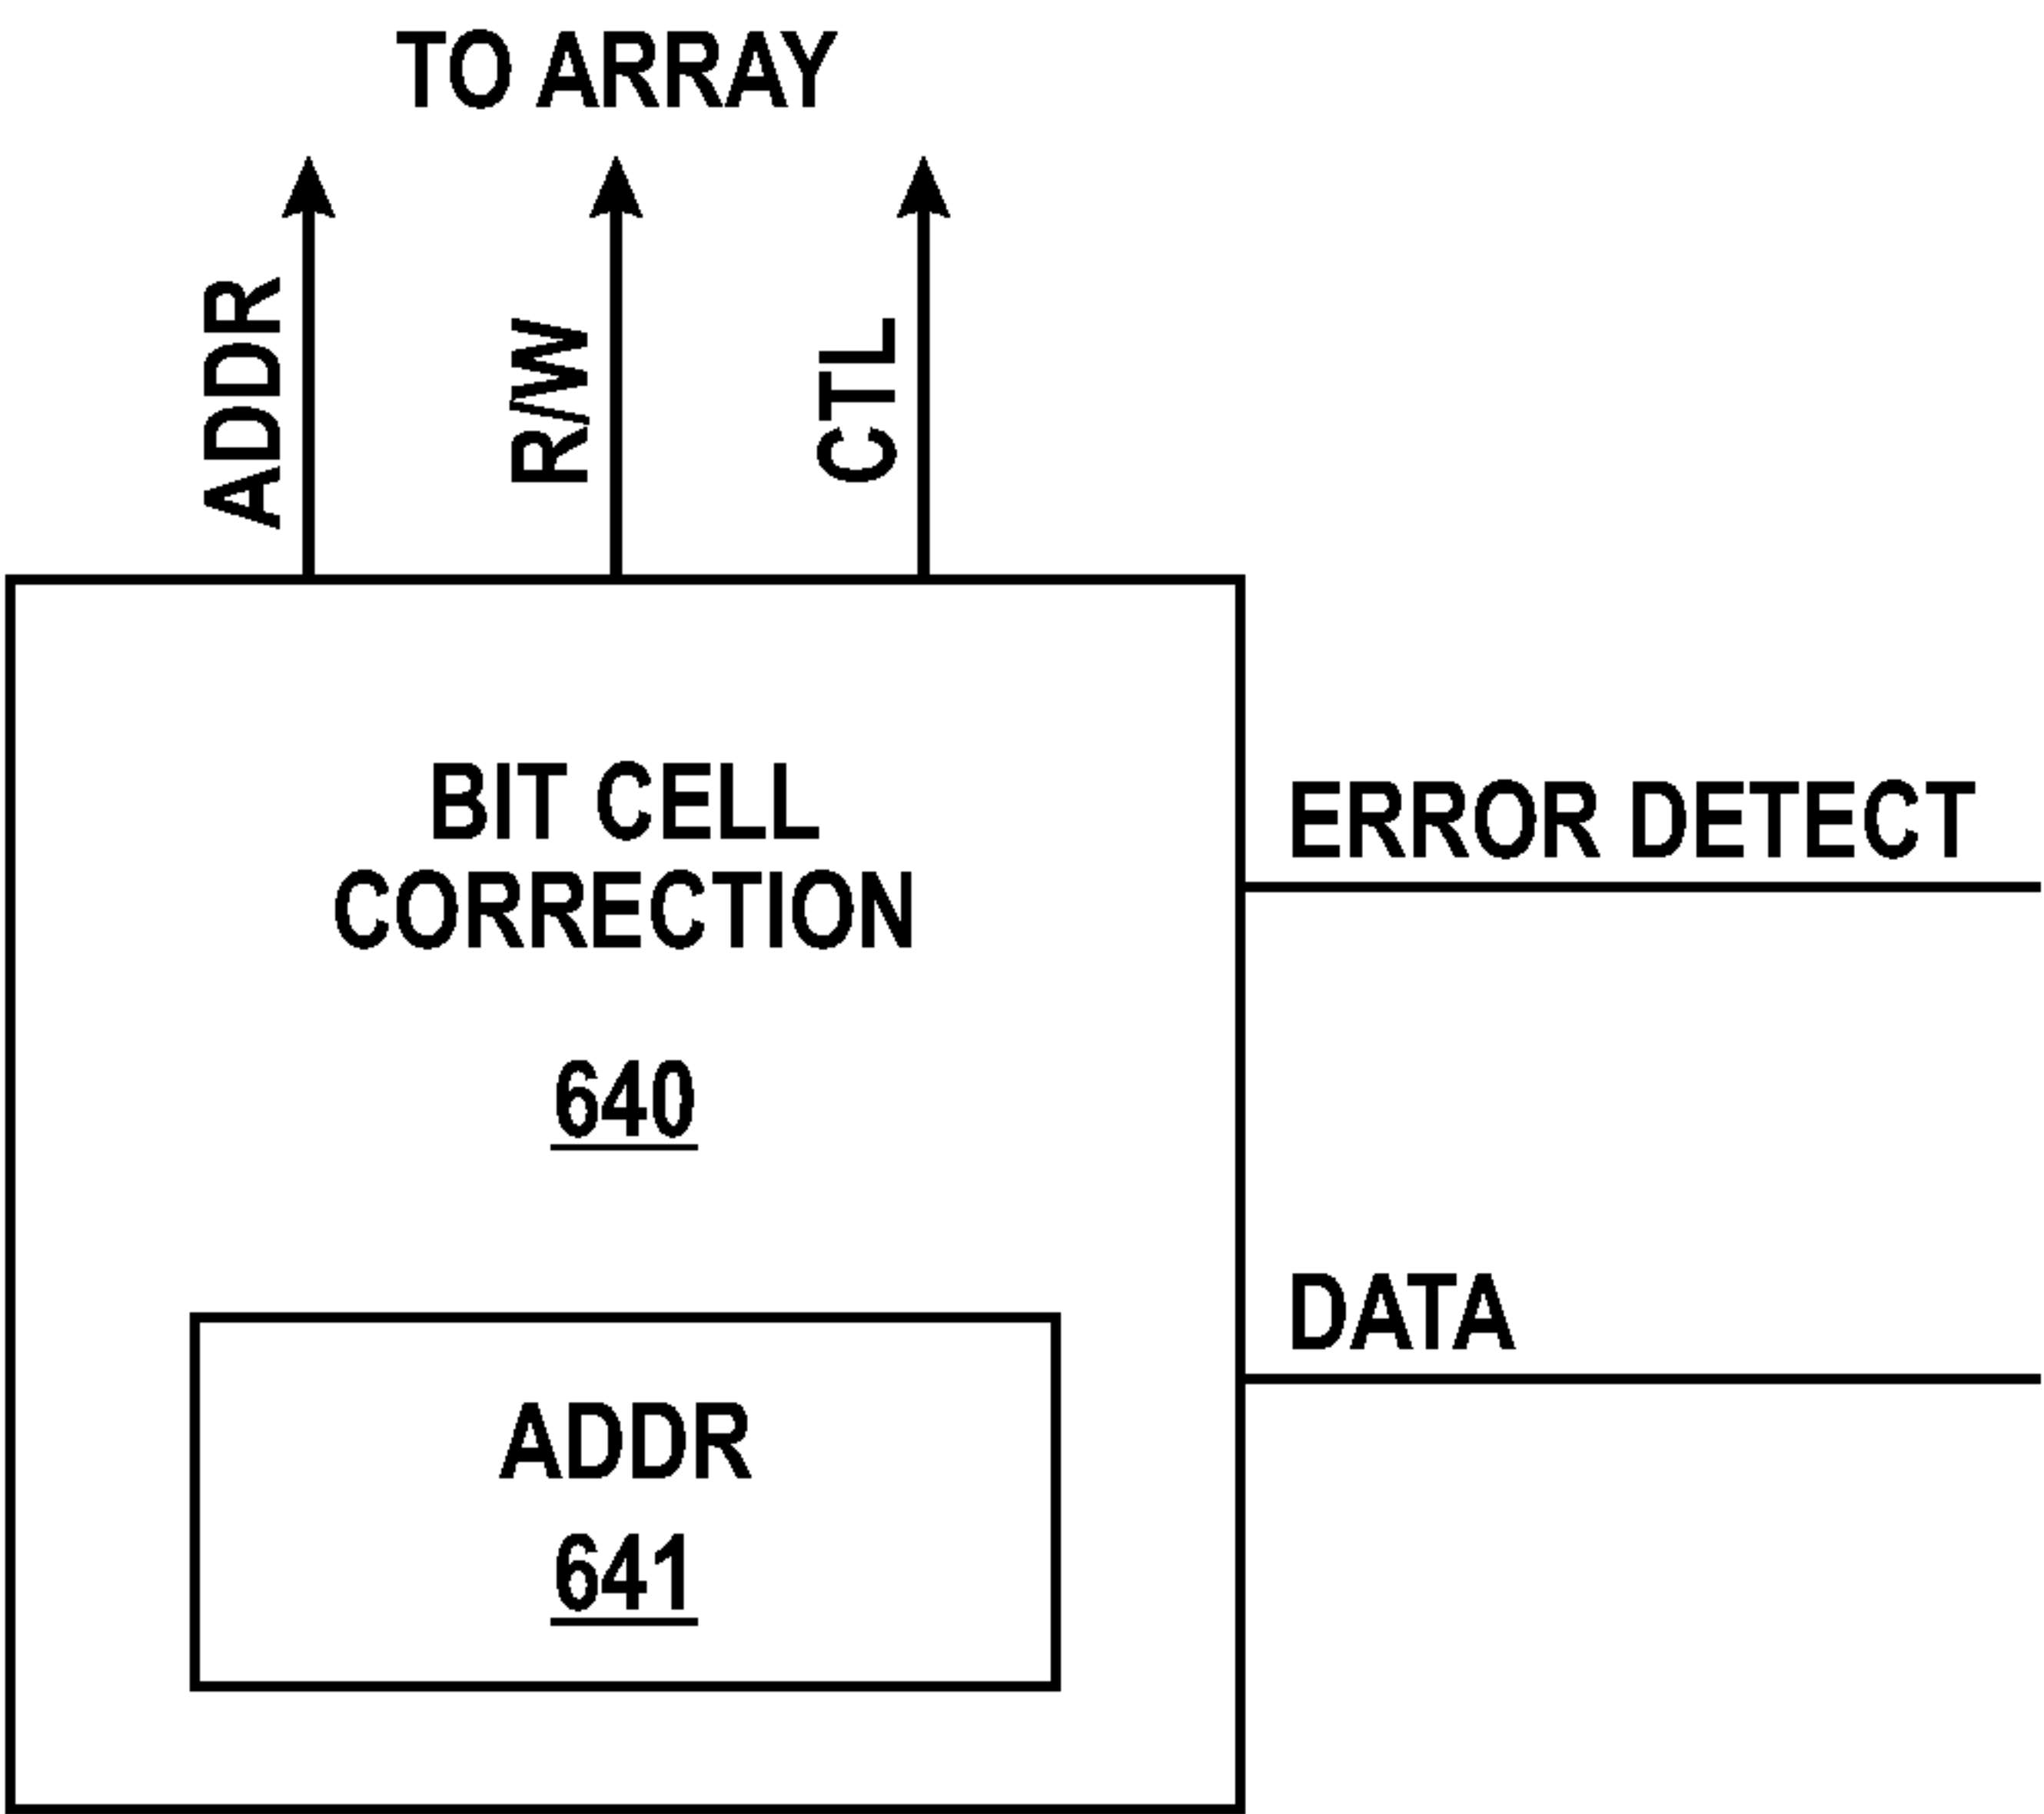 TO ARRAY
ADDR
R/W
CTL
BIT CELL
CORRECTION
640
ERROR DETECT
DATA
ADDR
641